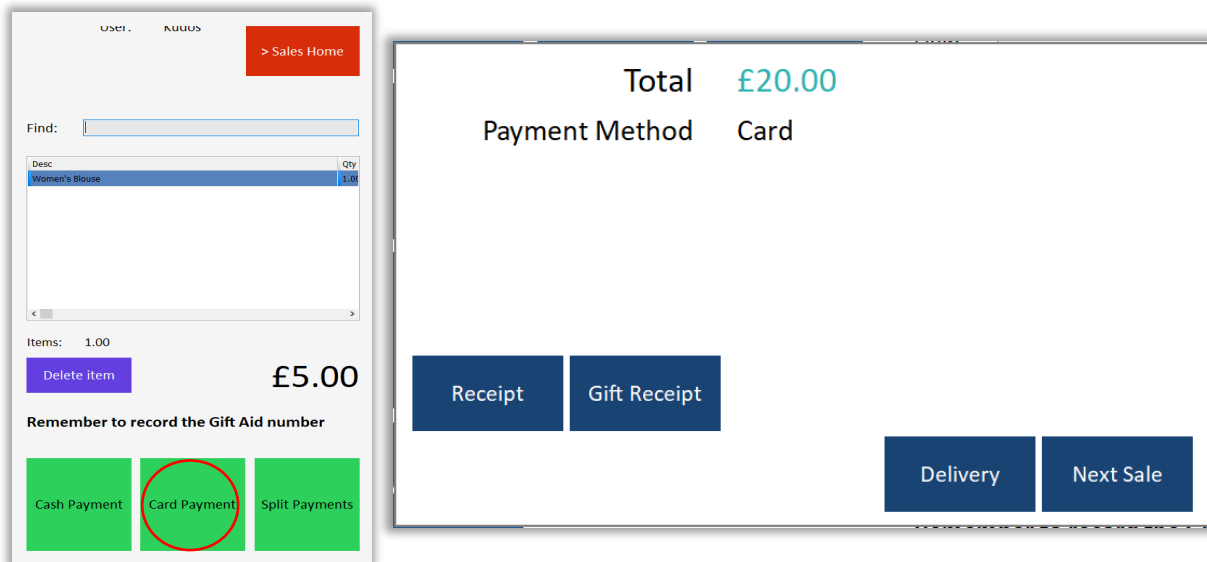 User: Kudos
> Sales Home
Find:
Desc Qty
Women's Blouse 1.00
Items: 1.00
Delete item £5.00
Remember to record the Gift Aid number
Cash Payment Card Payment Split Payments
Total £20.00
Payment Method Card
Receipt Gift Receipt
Delivery Next Sale